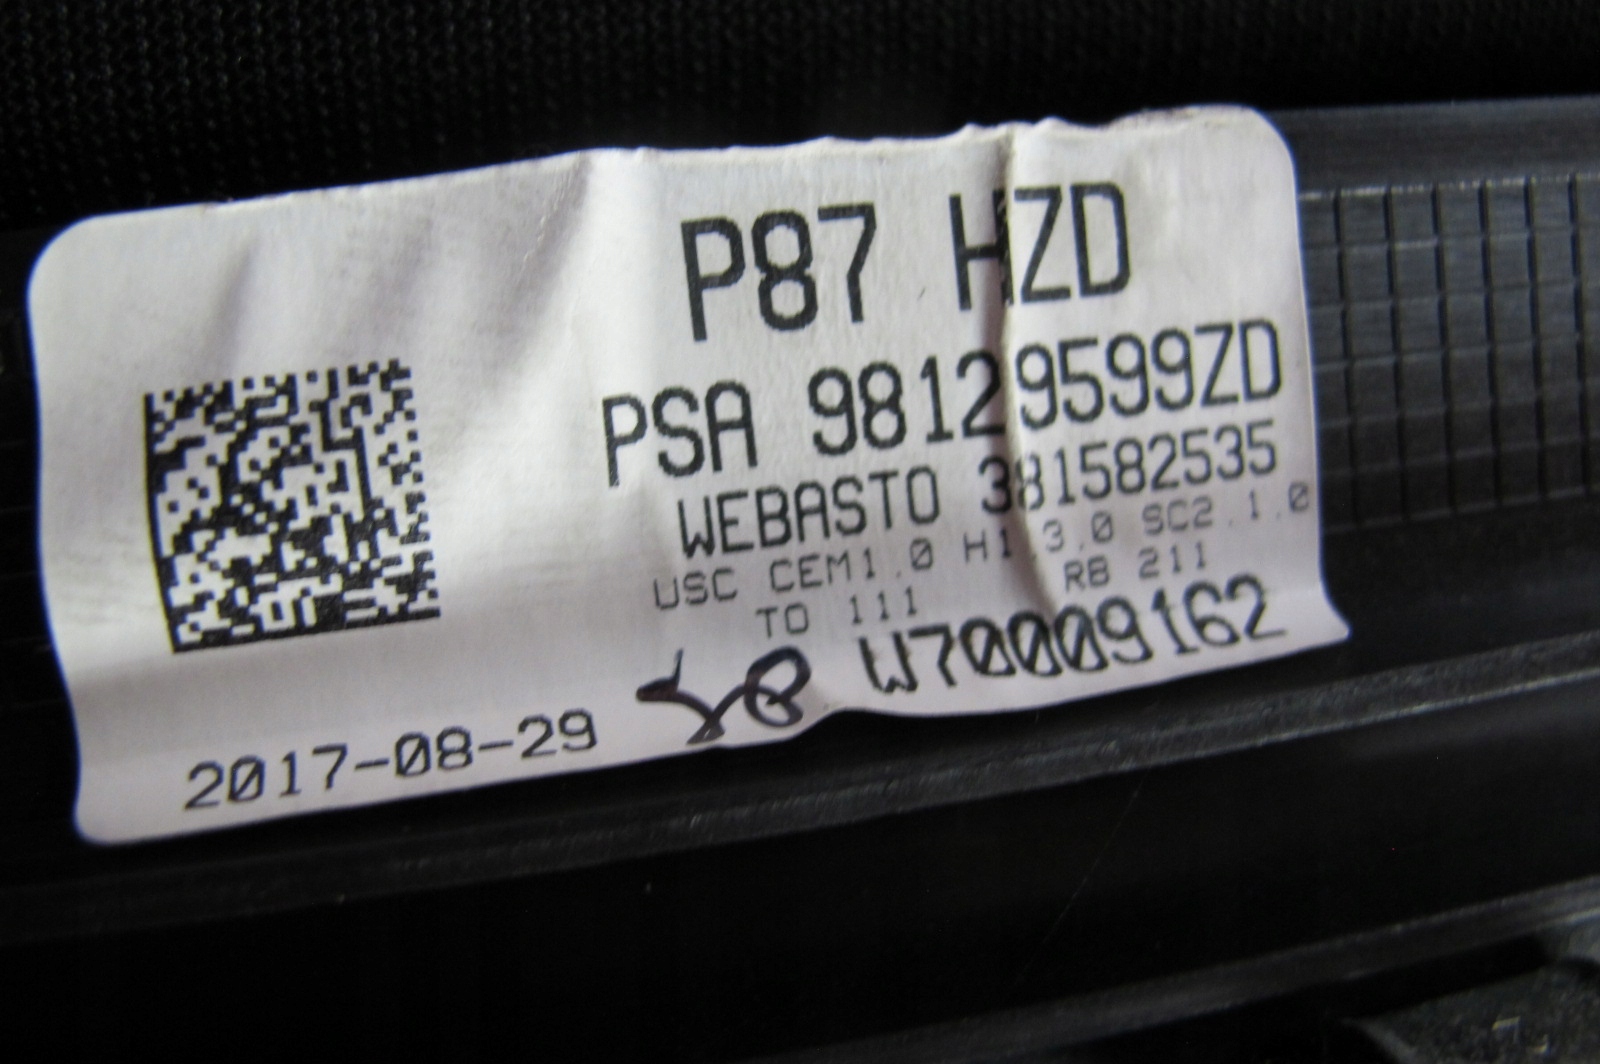 P87 HZD
PSA 98129599ZD
WEBASTO 381582535
USC CEM1.0 H1.3.0 SC2.1.0
TO 111 RB 211
W70009162
2017-08-29